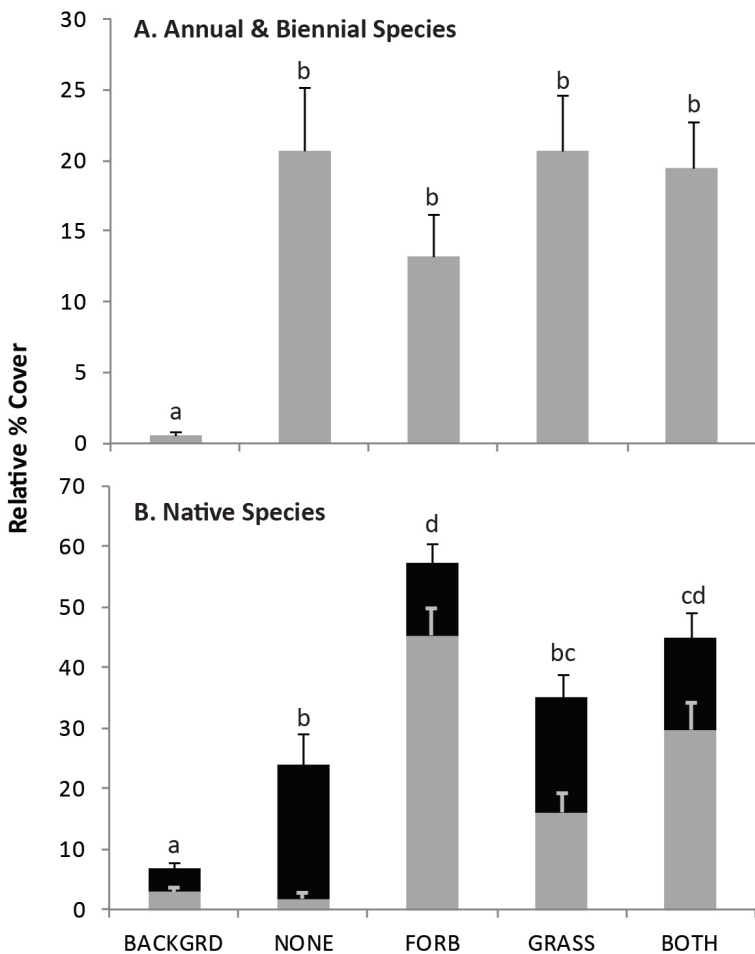 A. Annual & Biennial Species
30
25
20
15
10
5
0
a
b
b
b
b
Relative % Cover
B. Native Species
70
60
50
40
30
20
10
0
a
b
d
bc
cd
BACKGRD NONE FORB GRASS BOTH